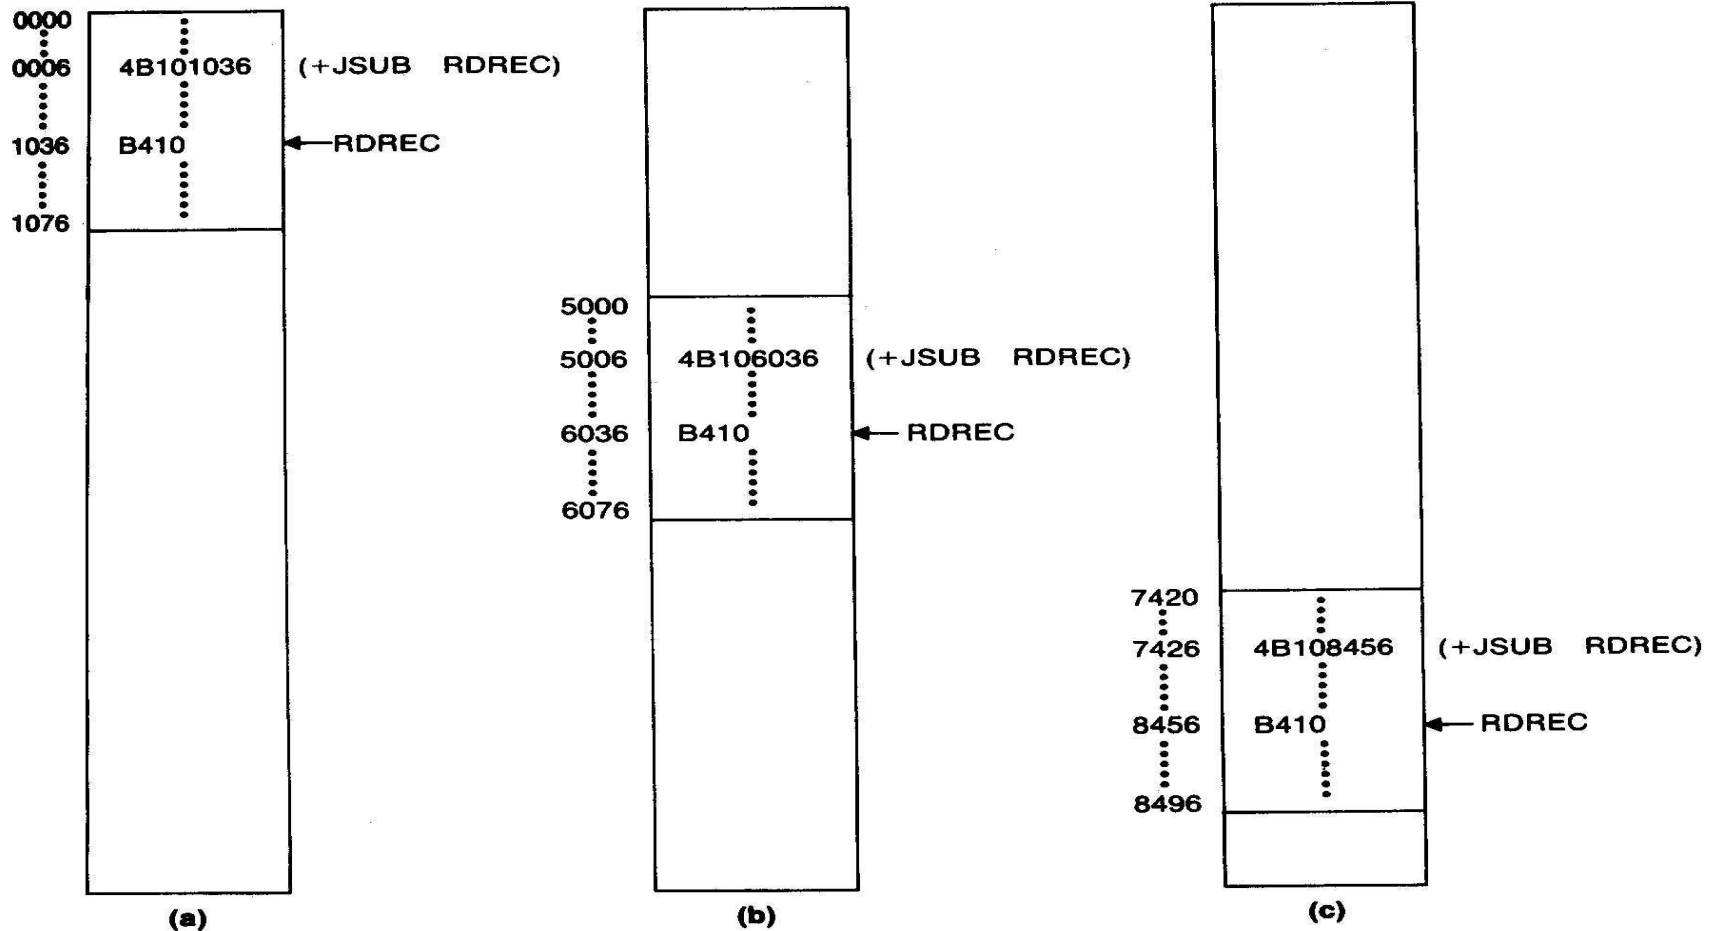 0000
0006 4B101036 (+JSUB RDREC)
1036 B410 RDREC
1076
(a)
5000
5006 4B106036 (+JSUB RDREC)
6036 B410 RDREC
6076
(b)
7420
7426 4B108456 (+JSUB RDREC)
8456 B410 RDREC
8496
(c)